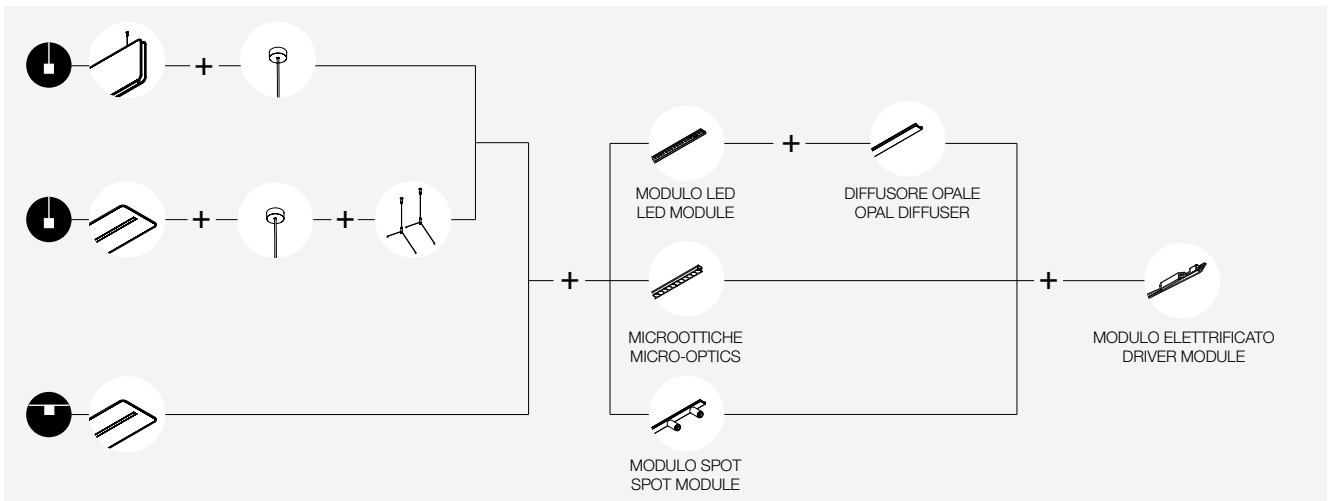 +
+
MODULO LED
LED MODULE
DIFFUSORE OPALE
OPAL DIFFUSER
+
+
+
+
MICROOTTICHE
MICRO-OPTICS
MODULO ELETTRIFICATO
DRIVER MODULE
MODULO SPOT
SPOT MODULE